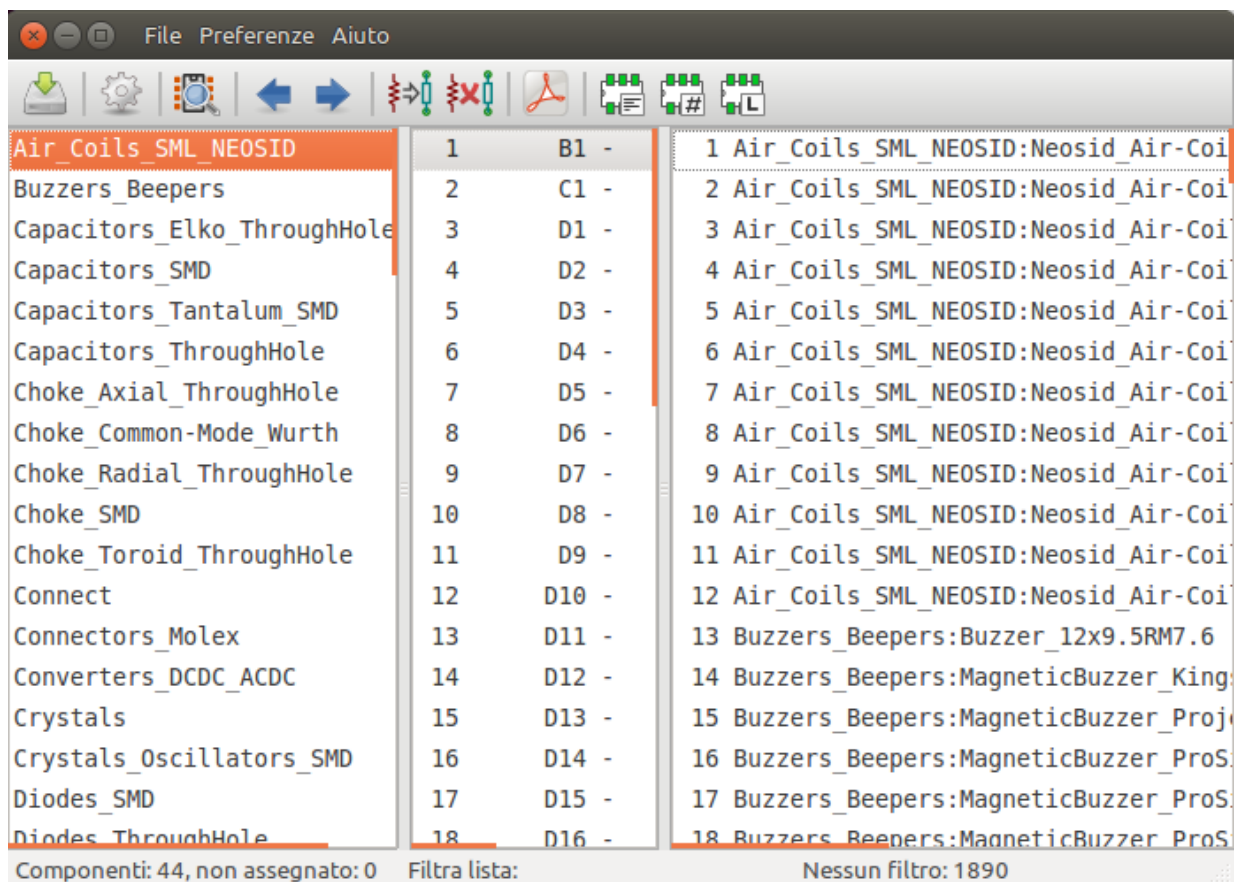 File Preferenze Aiuto
# L
Air_Coils_SML_NEOSID
Buzzers_Beepers
Capacitors_Elko_ThroughHole
Capacitors_SMD
Capacitors_Tantalum_SMD
Capacitors_ThroughHole
Choke_Axial_ThroughHole
Choke_Common-Mode_Wurth
Choke_Radial_ThroughHole
Choke_SMD
Choke_Toroid_ThroughHole
Connect
Connectors_Molex
Converters_DCDC_ACDC
Crystals
Crystals_Oscillators_SMD
Diodes_SMD
Diodes_ThroughHole
1 B1 -
2 C1 -
3 D1 -
4 D2 -
5 D3 -
6 D4 -
7 D5 -
8 D6 -
9 D7 -
10 D8 -
11 D9 -
12 D10 -
13 D11 -
14 D12 -
15 D13 -
16 D14 -
17 D15 -
18 D16 -
1 Air_Coils_SML_NEOSID:Neosid_Air-Coi
2 Air_Coils_SML_NEOSID:Neosid_Air-Coi
3 Air_Coils_SML_NEOSID:Neosid_Air-Coi
4 Air_Coils_SML_NEOSID:Neosid_Air-Coi
5 Air_Coils_SML_NEOSID:Neosid_Air-Coi
6 Air_Coils_SML_NEOSID:Neosid_Air-Coi
7 Air_Coils_SML_NEOSID:Neosid_Air-Coi
8 Air_Coils_SML_NEOSID:Neosid_Air-Coi
9 Air_Coils_SML_NEOSID:Neosid_Air-Coi
10 Air_Coils_SML_NEOSID:Neosid_Air-Coi
11 Air_Coils_SML_NEOSID:Neosid_Air-Coi
12 Air_Coils_SML_NEOSID:Neosid_Air-Coi
13 Buzzers_Beepers:Buzzer_12x9.5RM7.6
14 Buzzers_Beepers:MagneticBuzzer_King
15 Buzzers_Beepers:MagneticBuzzer_Proj
16 Buzzers_Beepers:MagneticBuzzer_ProS
17 Buzzers_Beepers:MagneticBuzzer_ProS
18 Buzzers_Beepers:MagneticBuzzer_ProS
Componenti: 44, non assegnato: 0 Filtra lista: Nessun filtro: 1890